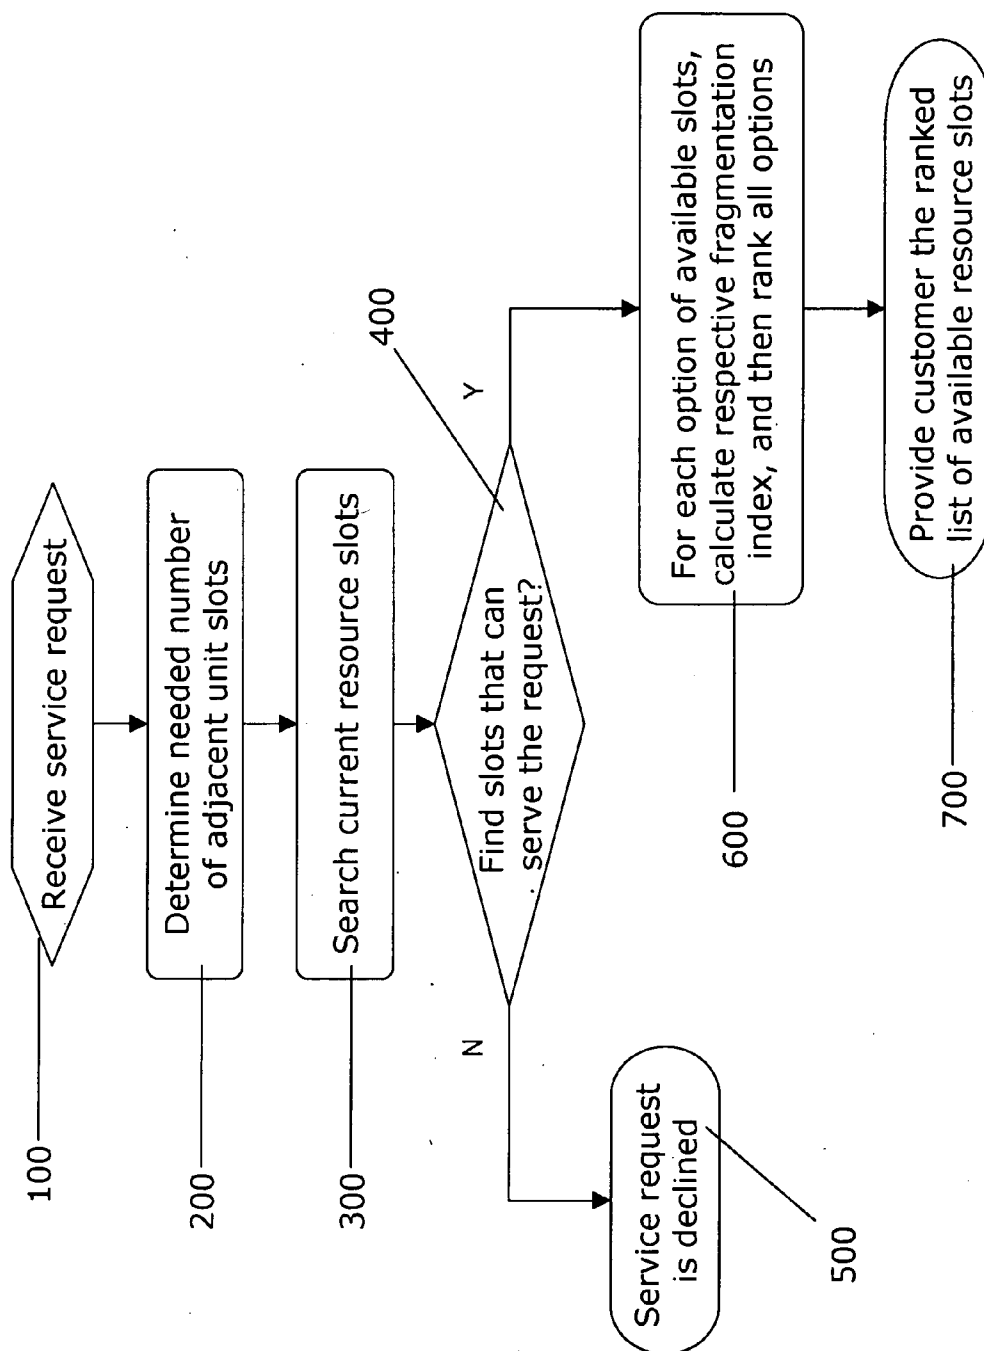 100
Receive service request
200
Determine needed number
of adjacent unit slots
300
Search current resource slots
400
Find slots that can
serve the request?
N
Y
500
Service request
is declined
600
For each option of available slots,
calculate respective fragmentation
index, and then rank all options
700
Provide customer the ranked
list of available resource slots